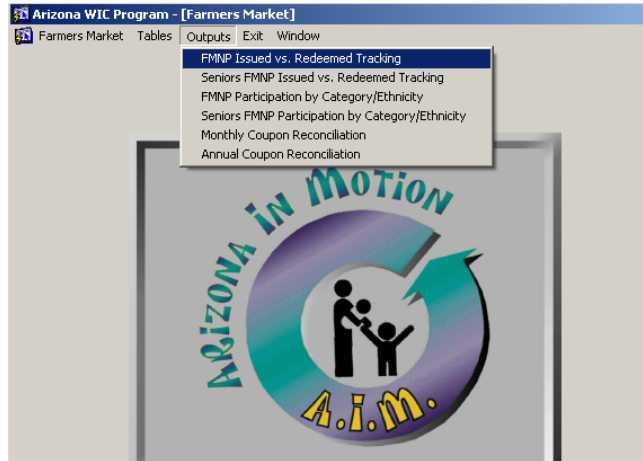 Arizona WIC Program - [Farmers Market]
Farmers Market Tables Outputs Exit Window
FMNP Issued vs. Redeemed Tracking
Seniors FMNP Issued vs. Redeemed Tracking
FMNP Participation by Category/Ethnicity
Seniors FMNP Participation by Category/Ethnicity
Monthly Coupon Reconciliation
Annual Coupon Reconciliation
ARiZONA iN MOTiON
A.i.M.